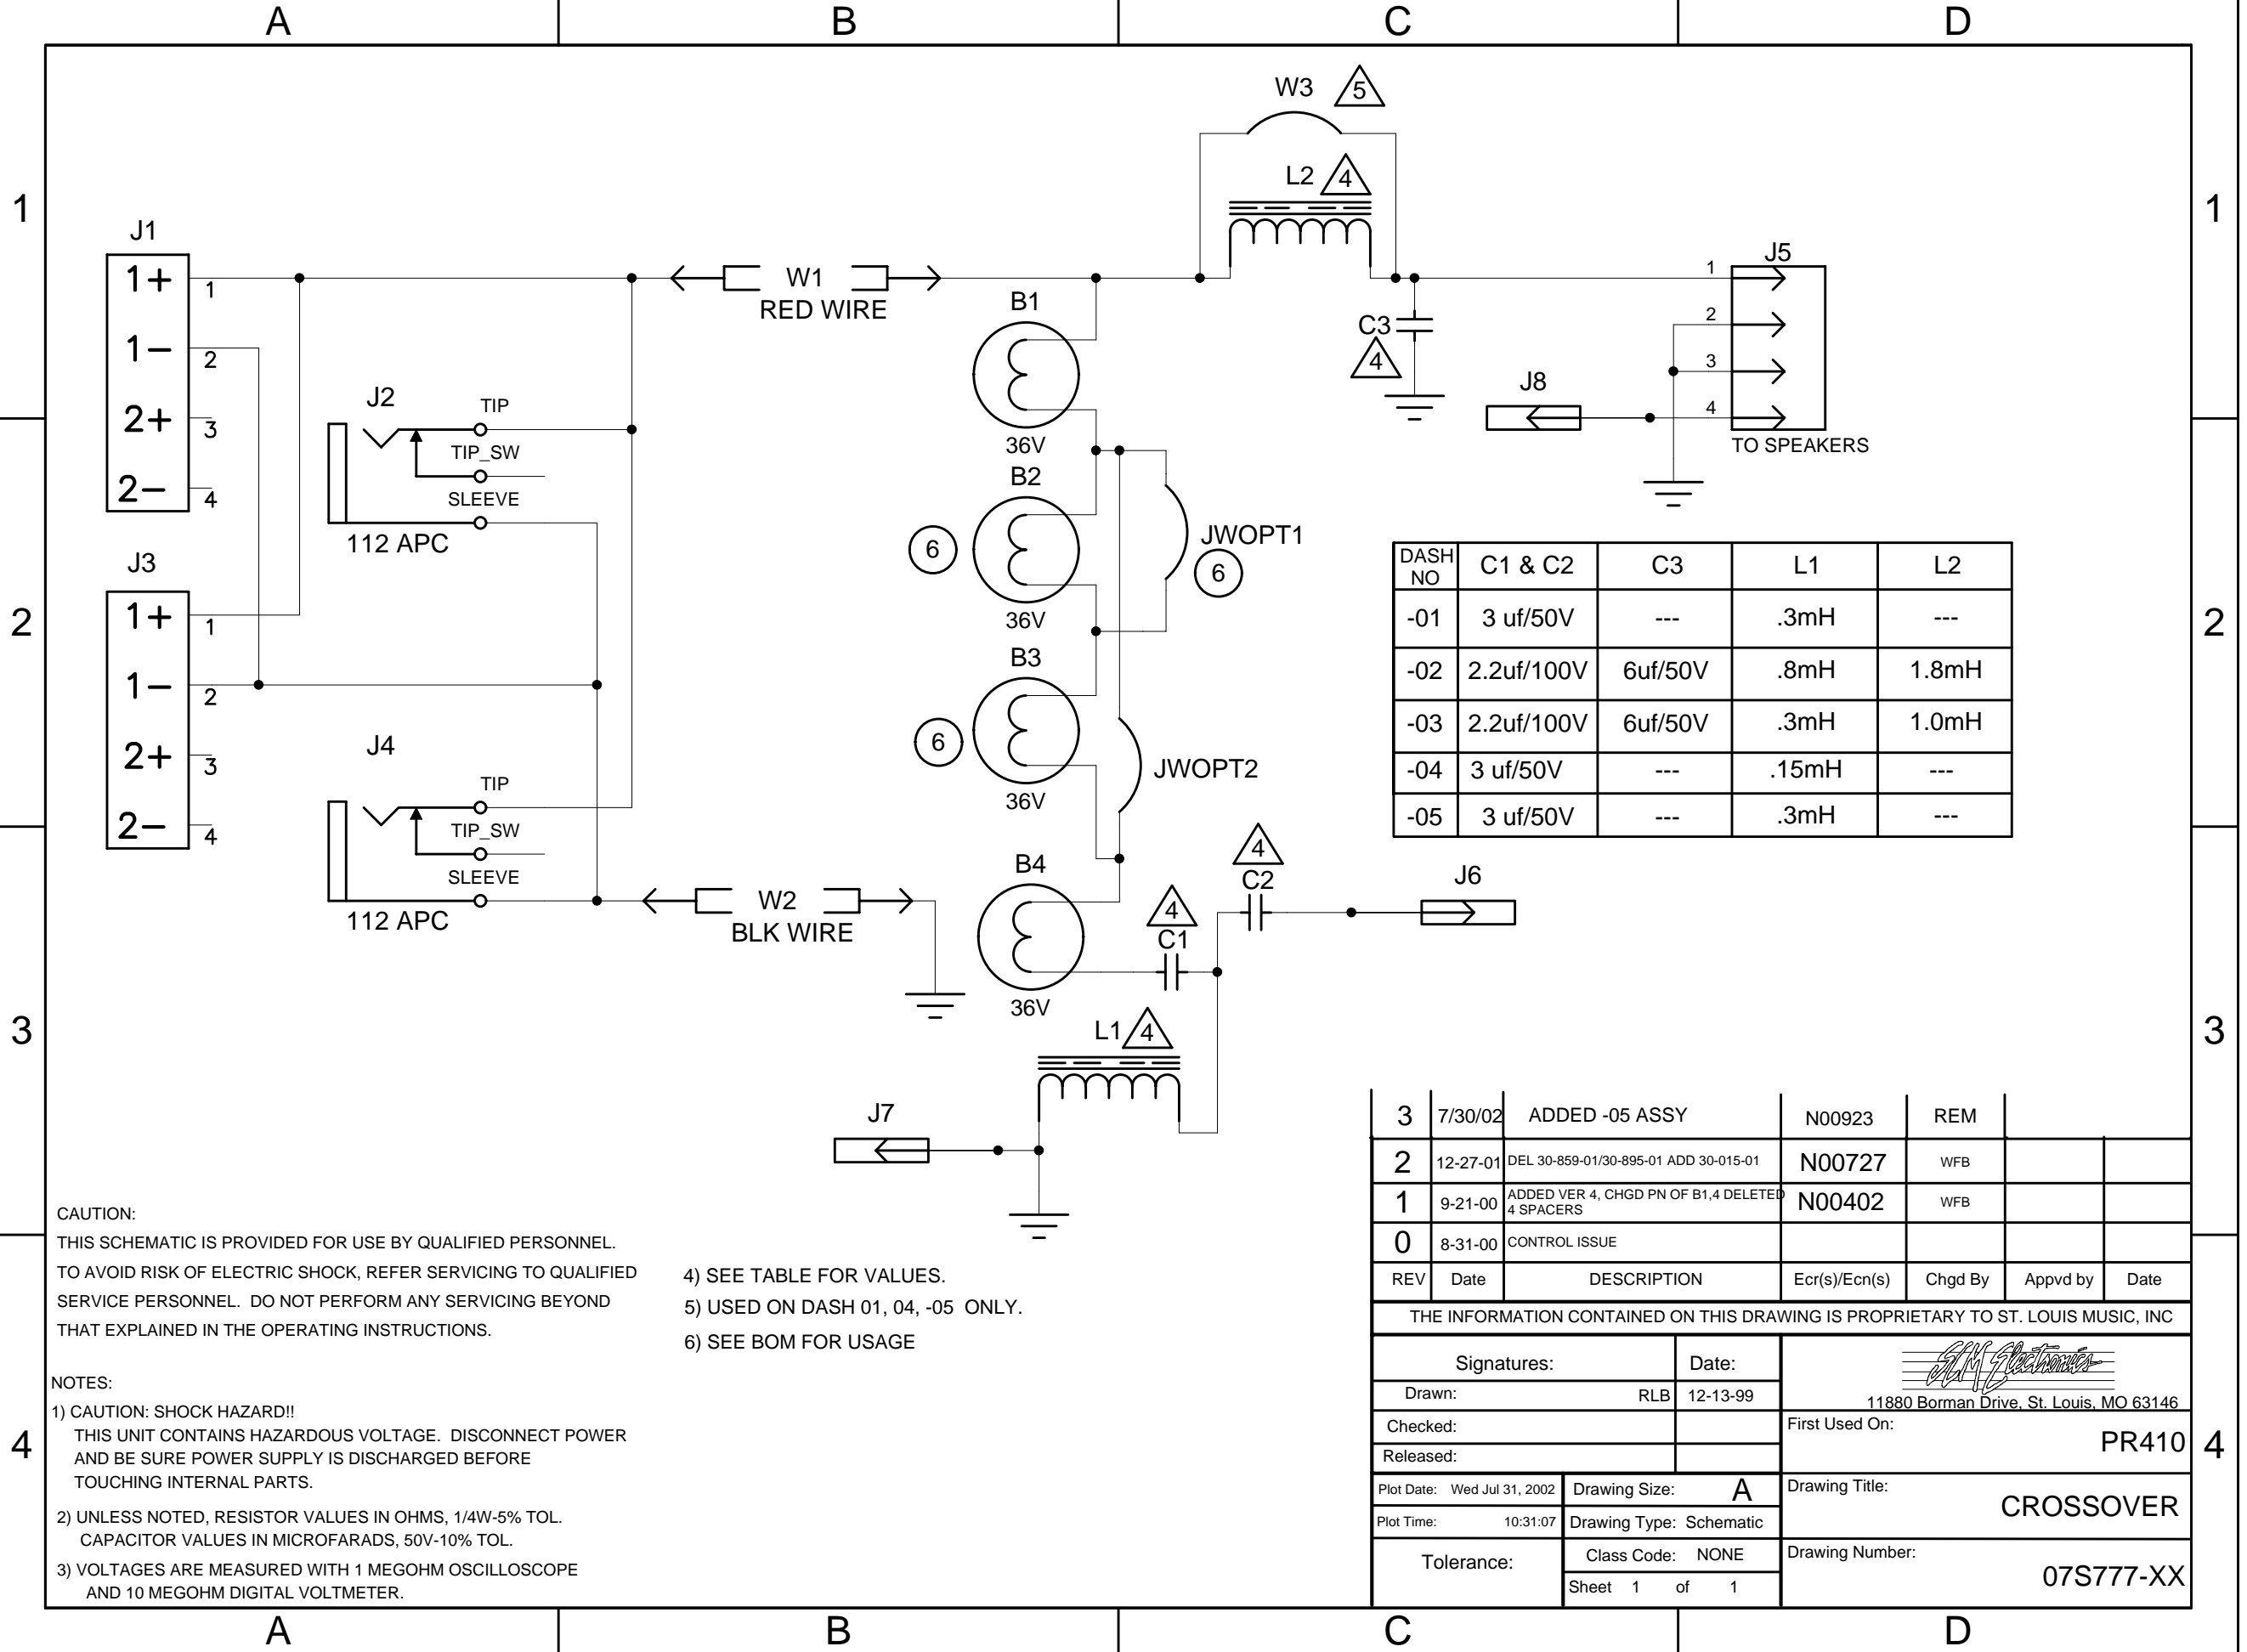 A B C D
1 1
2 2
3 3
4 4
A B C D
J1
1+ 1
1− 2
2+ 3
2− 4
J2
TIP
TIP_SW
SLEEVE
112 APC
J3
1+ 1
1− 2
2+ 3
2− 4
J4
TIP
TIP_SW
SLEEVE
112 APC
W1
RED WIRE
W2
BLK WIRE
B1
36V
B2
6
36V
B3
6
36V
B4
36V
JWOPT1
6
JWOPT2
W3 5
L2 4
C3
4
J5
1
2
3
4
TO SPEAKERS
J8
4
C2
J6
4
C1
L1 4
J7
DASH NO C1 & C2 C3 L1 L2
-01 3 uf/50V --- .3mH ---
-02 2.2uf/100V 6uf/50V .8mH 1.8mH
-03 2.2uf/100V 6uf/50V .3mH 1.0mH
-04 3 uf/50V --- .15mH ---
-05 3 uf/50V --- .3mH ---
CAUTION:
THIS SCHEMATIC IS PROVIDED FOR USE BY QUALIFIED PERSONNEL.
TO AVOID RISK OF ELECTRIC SHOCK, REFER SERVICING TO QUALIFIED
SERVICE PERSONNEL. DO NOT PERFORM ANY SERVICING BEYOND
THAT EXPLAINED IN THE OPERATING INSTRUCTIONS.
NOTES:
1) CAUTION: SHOCK HAZARD!!
THIS UNIT CONTAINS HAZARDOUS VOLTAGE. DISCONNECT POWER
AND BE SURE POWER SUPPLY IS DISCHARGED BEFORE
TOUCHING INTERNAL PARTS.
2) UNLESS NOTED, RESISTOR VALUES IN OHMS, 1/4W-5% TOL.
CAPACITOR VALUES IN MICROFARADS, 50V-10% TOL.
3) VOLTAGES ARE MEASURED WITH 1 MEGOHM OSCILLOSCOPE
AND 10 MEGOHM DIGITAL VOLTMETER.
4) SEE TABLE FOR VALUES.
5) USED ON DASH 01, 04, -05 ONLY.
6) SEE BOM FOR USAGE
3 7/30/02 ADDED -05 ASSY N00923 REM
2 12-27-01 DEL 30-859-01/30-895-01 ADD 30-015-01 N00727 WFB
1 9-21-00 ADDED VER 4, CHGD PN OF B1,4 DELETED 4 SPACERS N00402 WFB
0 8-31-00 CONTROL ISSUE
REV Date DESCRIPTION Ecr(s)/Ecn(s) Chgd By Appvd by Date
THE INFORMATION CONTAINED ON THIS DRAWING IS PROPRIETARY TO ST. LOUIS MUSIC, INC
Signatures: Date:
Drawn: RLB 12-13-99
Checked:
Released:
SLM Electronics
11880 Borman Drive, St. Louis, MO 63146
First Used On:
PR410
Plot Date: Wed Jul 31, 2002 Drawing Size: A
Plot Time: 10:31:07 Drawing Type: Schematic
Drawing Title:
CROSSOVER
Tolerance:
Class Code: NONE
Sheet 1 of 1
Drawing Number:
07S777-XX